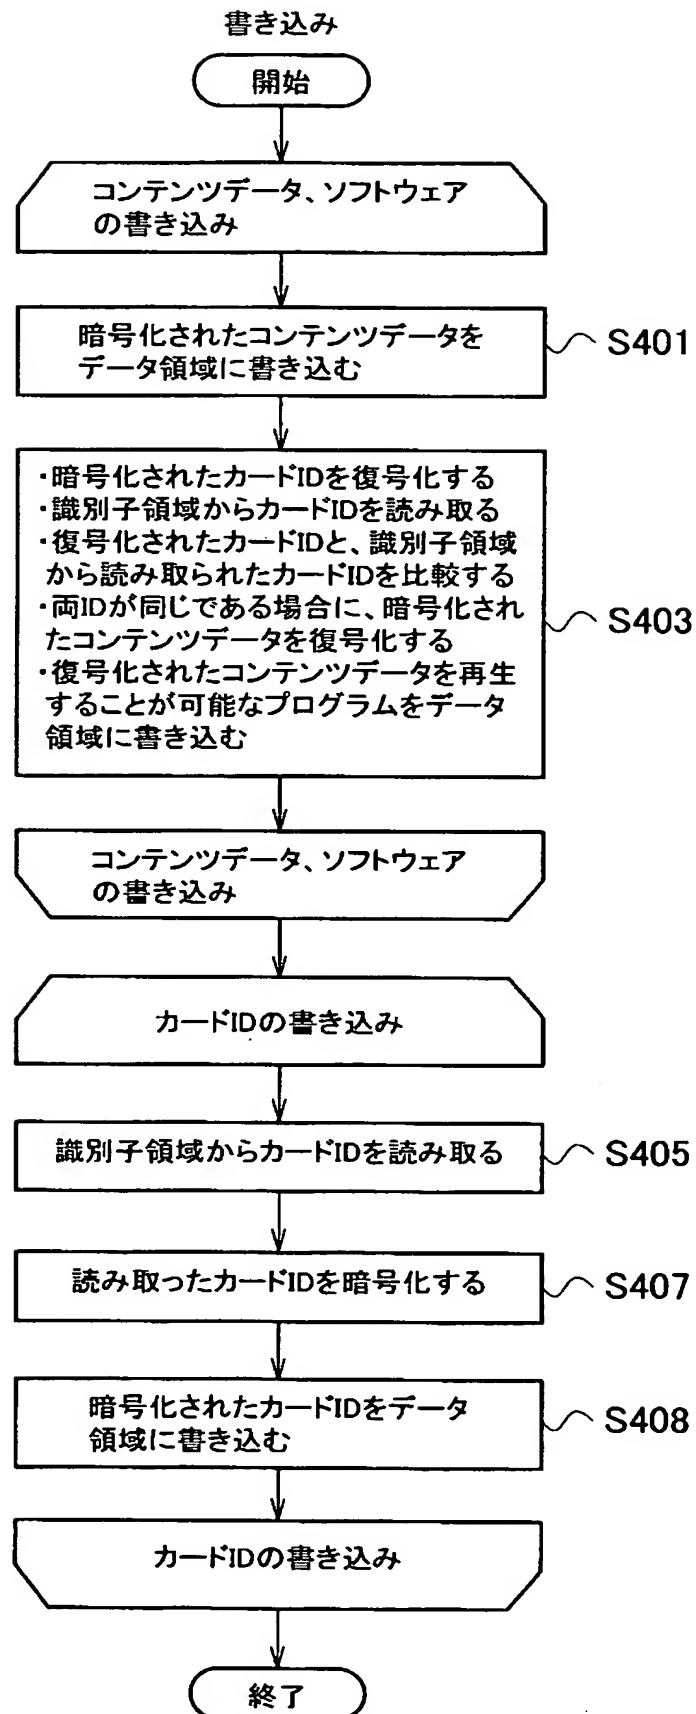 書き込み
開始
コンテンツデータ、ソフトウェア
の書き込み
暗号化されたコンテンツデータを
データ領域に書き込む
S401
・暗号化されたカードIDを復号化する
・識別子領域からカードIDを読み取る
・復号化されたカードIDと、識別子領域
から読み取られたカードIDを比較する
・両IDが同じである場合に、暗号化され
たコンテンツデータを復号化する
・復号化されたコンテンツデータを再生
することが可能なプログラムをデータ
領域に書き込む
S403
コンテンツデータ、ソフトウェア
の書き込み
カードIDの書き込み
識別子領域からカードIDを読み取る
S405
読み取ったカードIDを暗号化する
S407
暗号化されたカードIDをデータ
領域に書き込む
S408
カードIDの書き込み
終了